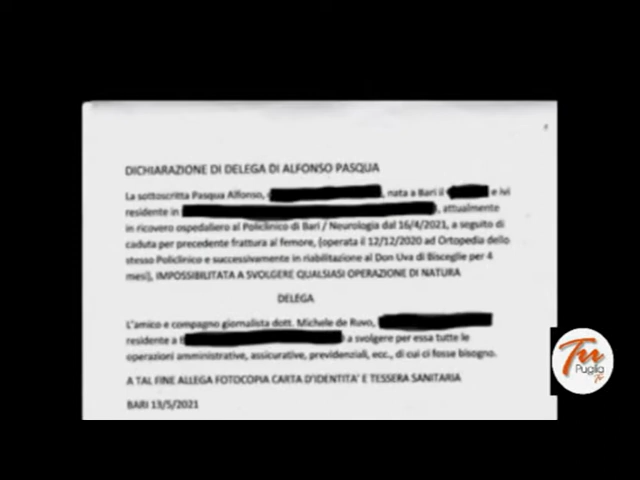 DICHIARAZIONE DI DELEGA DI ALFONSO PASQUA
La sottoscritta Pasqua Alfonso, , nata a Bari il e ivi
residente in , attualmente
in ricovero ospedaliero al Policlinico di Bari / Neurologia dal 16/4/2021, a seguito di
caduta per precedente frattura al femore, (operata il 12/12/2020 ad Ortopedia dello
stesso Policlinico e successivamente in riabilitazione al Don Uva di Bisceglie per 4
mesi), IMPOSSIBILITATA A SVOLGERE QUALSIASI OPERAZIONE DI NATURA
DELEGA
L'amico e compagno giornalista dott. Michele de Ruvo,
residente a a svolgere per essa tutte le
operazioni amministrative, assicurative, previdenziali, ecc., di cui ci fosse bisogno.
A TAL FINE ALLEGA FOTOCOPIA CARTA D'IDENTITA' E TESSERA SANITARIA
BARI 13/5/2021
Tu
Puglia
Tv